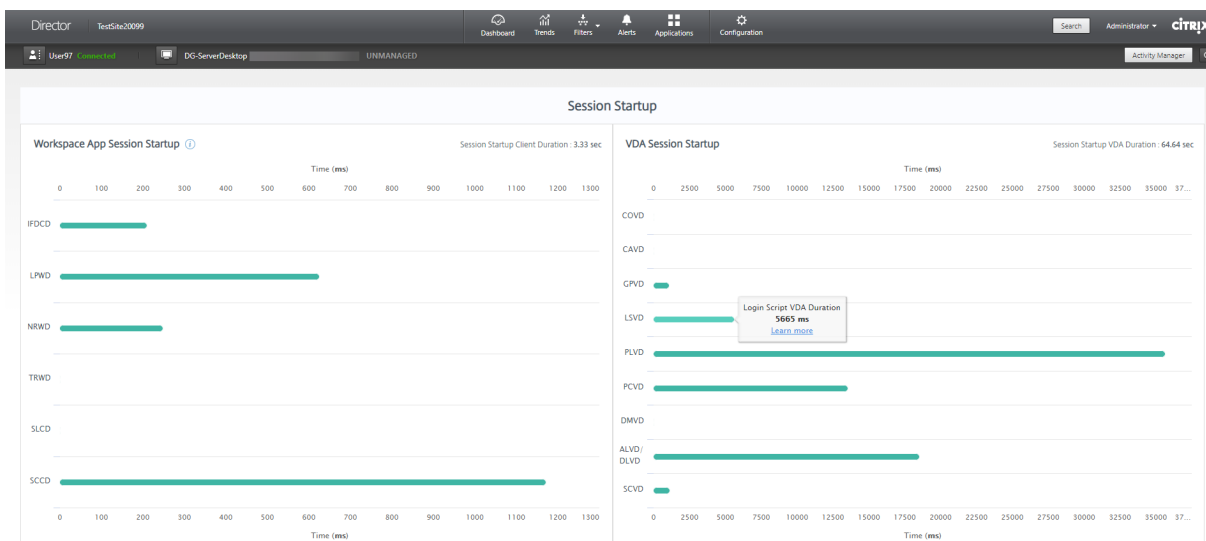 Director TestSite20099 Dashboard Trends Filters Alerts Applications Configuration Search Administrator CİTRIX
User97 Connected DG-ServerDesktop UNMANAGED Activity Manager
Session Startup
Workspace App Session Startup Session Startup Client Duration : 3.33 sec
Time (ms)
0 100 200 300 400 500 600 700 800 900 1000 1100 1200 1300
IFDCD
LPWD
NRWD
TRWD
SLCD
SCCD
0 100 200 300 400 500 600 700 800 900 1000 1100 1200 1300
Time (ms)
VDA Session Startup Session Startup VDA Duration : 64.64 sec
Time (ms)
0 2500 5000 7500 10000 12500 15000 17500 20000 22500 25000 27500 30000 32500 35000 37...
COVD
CAVD
GPVD
LSVD
Login Script VDA Duration
5665 ms
Learn more
PLVD
PCVD
DMVD
ALVD/
DLVD
SCVD
0 2500 5000 7500 10000 12500 15000 17500 20000 22500 25000 27500 30000 32500 35000 37...
Time (ms)